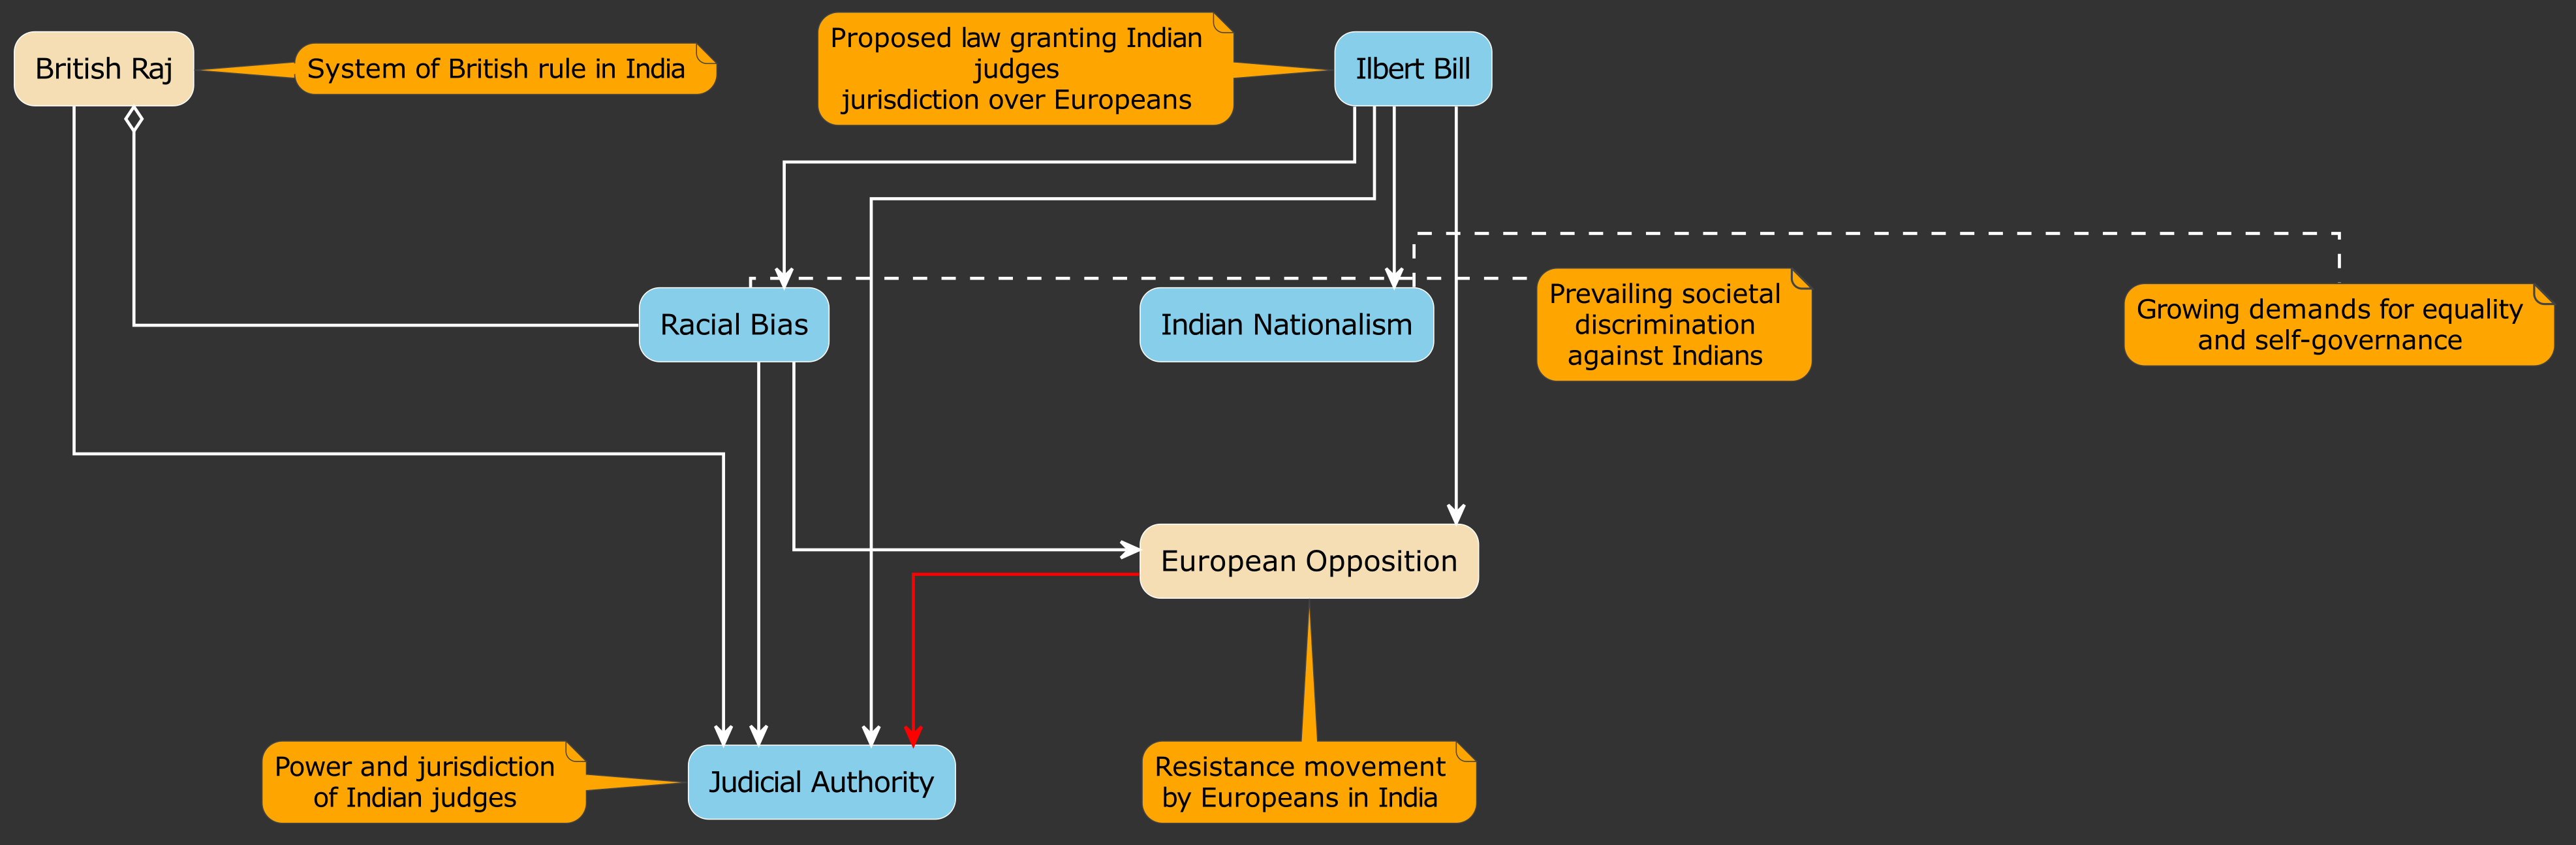 British Raj
System of British rule in India
Proposed law granting Indian
judges
jurisdiction over Europeans
Ilbert Bill
Racial Bias
Indian Nationalism
Prevailing societal
discrimination
against Indians
Growing demands for equality
and self-governance
European Opposition
Power and jurisdiction
of Indian judges
Judicial Authority
Resistance movement
by Europeans in India